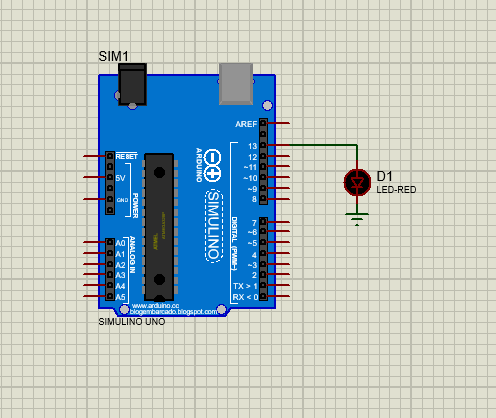 SIM1
AREF
13
12
~11
~10
~9
8
7
~6
~5
4
~3
2
TX > 1
RX < 0
RESET
5V
GND
POWER
A0
A1
A2
A3
A4
A5
ANALOG IN
ARDUINO
SIMULINO
DIGITAL (PWM~)
www.arduino.cc
blogembarcado.blogspot.com
SIMULINO UNO
D1
LED-RED